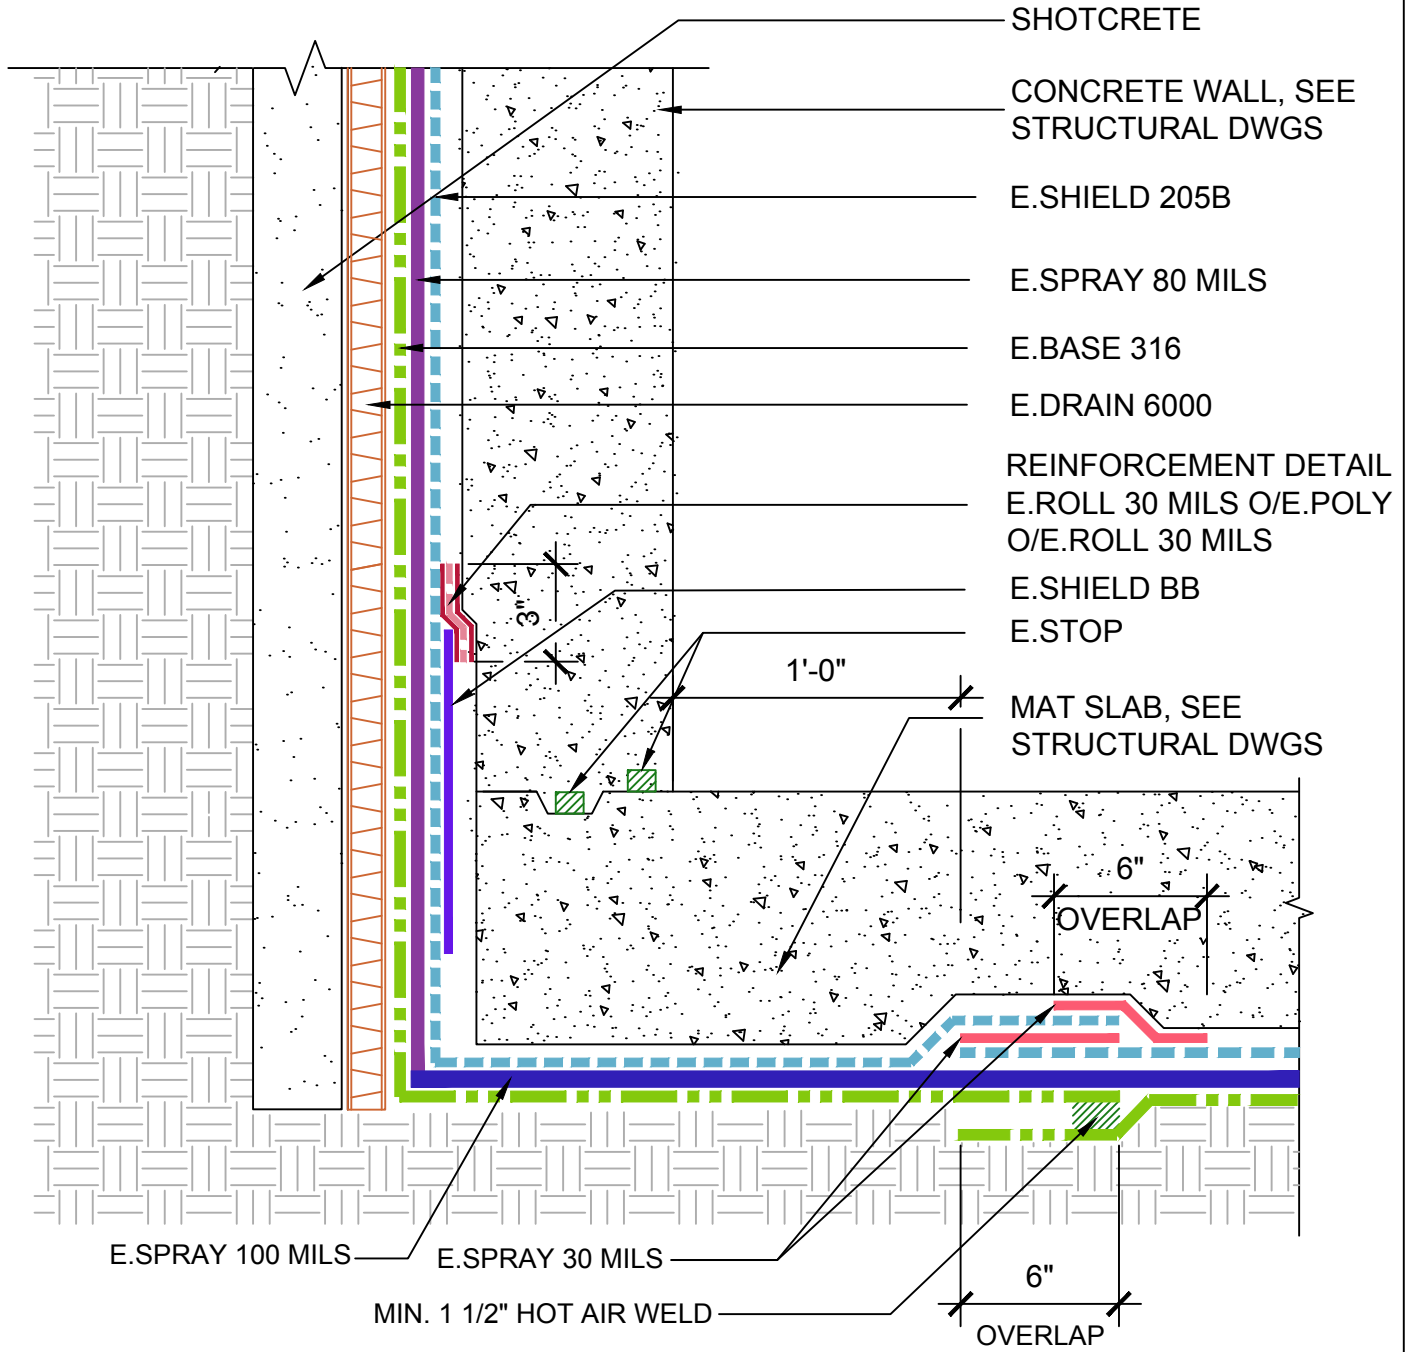 SHOTCRETE
CONCRETE WALL, SEE
STRUCTURAL DWGS
E.SHIELD 205B
E.SPRAY 80 MILS
E.BASE 316
E.DRAIN 6000
REINFORCEMENT DETAIL
E.ROLL 30 MILS O/E.POLY
O/E.ROLL 30 MILS
3"
E.SHIELD BB
E.STOP
1'-0"
MAT SLAB, SEE
STRUCTURAL DWGS
6"
OVERLAP
E.SPRAY 100 MILS
E.SPRAY 30 MILS
MIN. 1 1/2" HOT AIR WELD
6"
OVERLAP